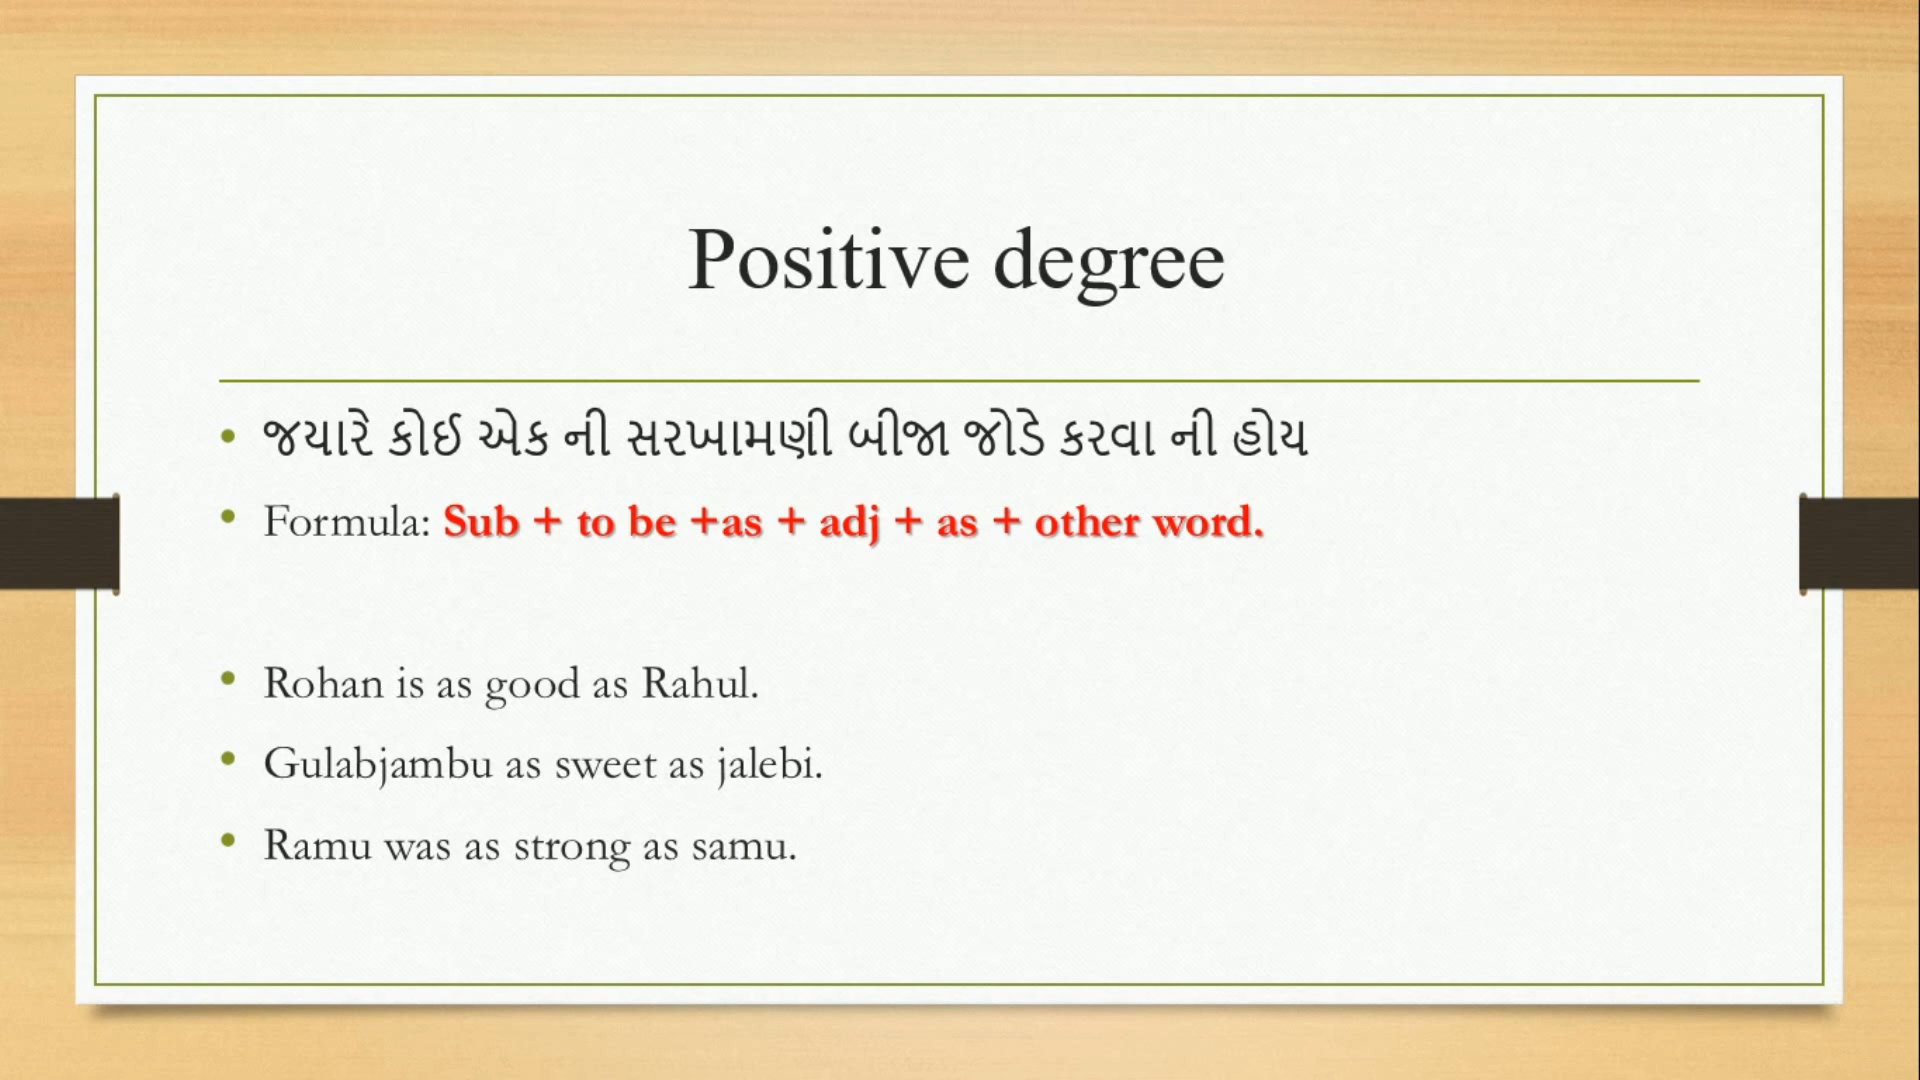 Positive degree
જયારે કોઈ એક ની સરખામણી બીજા જોડે કરવા ની હોય
Formula: Sub + to be +as + adj + as + other word.
Rohan is as good as Rahul.
Gulabjambu as sweet as jalebi.
Ramu was as strong as samu.